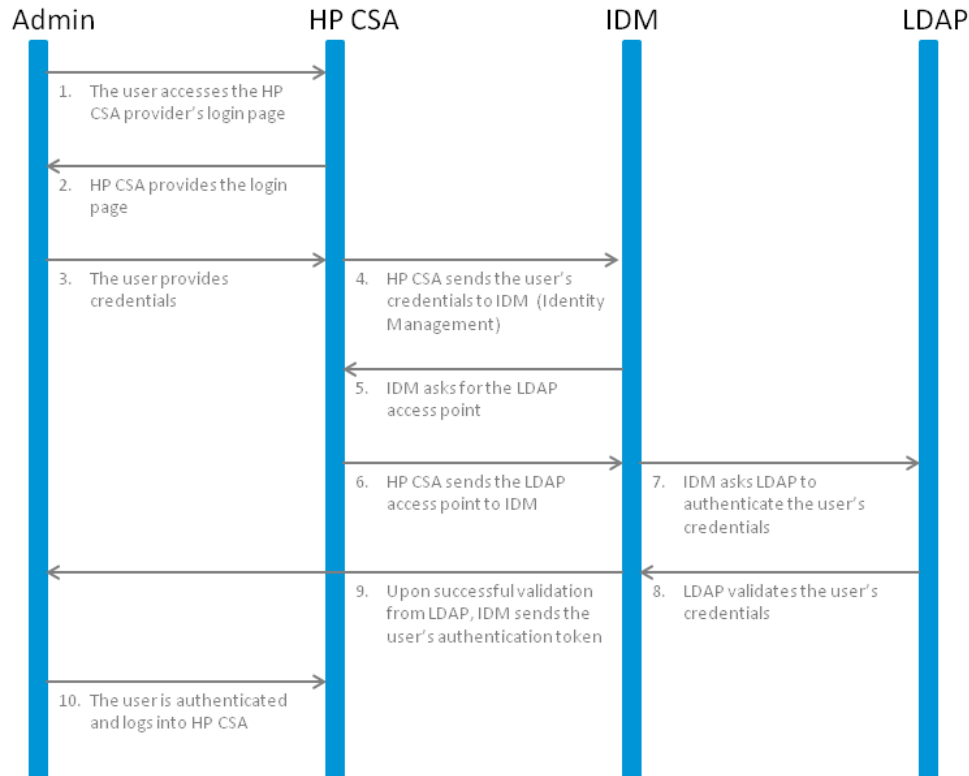 Admin
HP CSA
IDM
LDAP
1. The user accesses the HP
CSA provider's login page
2. HP CSA provides the login
page
3. The user provides
credentials
4. HP CSA sends the user's
credentials to IDM (Identity
Management)
5. IDM asks for the LDAP
access point
6. HP CSA sends the LDAP
access point to IDM
7. IDM asks LDAP to
authenticate the user's
credentials
8. LDAP validates the user's
credentials
9. Upon successful validation
from LDAP, IDM sends the
user's authentication token
10. The user is authenticated
and logs into HP CSA